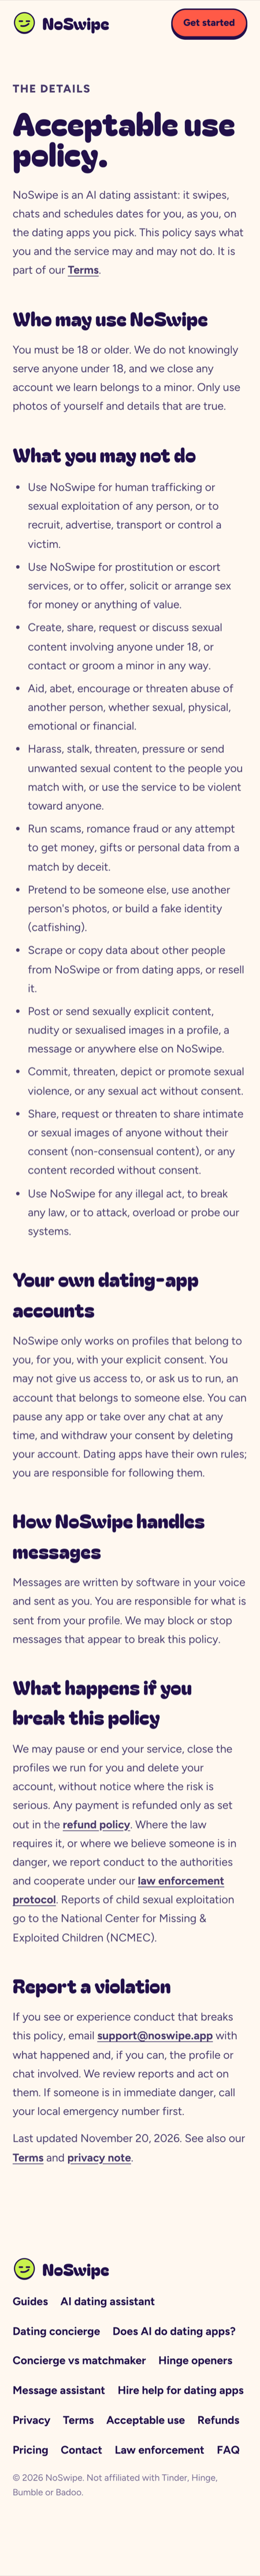 NoSwipe
Get started
THE DETAILS
Acceptable use
policy.
NoSwipe is an AI dating assistant: it swipes,
chats and schedules dates for you, as you, on
the dating apps you pick. This policy says what
you and the service may and may not do. It is
part of our Terms.
Who may use NoSwipe
You must be 18 or older. We do not knowingly
serve anyone under 18, and we close any
account we learn belongs to a minor. Only use
photos of yourself and details that are true.
What you may not do
• Use NoSwipe for human trafficking or
sexual exploitation of any person, or to
recruit, advertise, transport or control a
victim.
• Use NoSwipe for prostitution or escort
services, or to offer, solicit or arrange sex
for money or anything of value.
• Create, share, request or discuss sexual
content involving anyone under 18, or
contact or groom a minor in any way.
• Aid, abet, encourage or threaten abuse of
another person, whether sexual, physical,
emotional or financial.
• Harass, stalk, threaten, pressure or send
unwanted sexual content to the people you
match with, or use the service to be violent
toward anyone.
• Run scams, romance fraud or any attempt
to get money, gifts or personal data from a
match by deceit.
• Pretend to be someone else, use another
person's photos, or build a fake identity
(catfishing).
• Scrape or copy data about other people
from NoSwipe or from dating apps, or resell
it.
• Post or send sexually explicit content,
nudity or sexualised images in a profile, a
message or anywhere else on NoSwipe.
• Commit, threaten, depict or promote sexual
violence, or any sexual act without consent.
• Share, request or threaten to share intimate
or sexual images of anyone without their
consent (non-consensual content), or any
content recorded without consent.
• Use NoSwipe for any illegal act, to break
any law, or to attack, overload or probe our
systems.
Your own dating-app
accounts
NoSwipe only works on profiles that belong to
you, for you, with your explicit consent. You
may not give us access to, or ask us to run, an
account that belongs to someone else. You can
pause any app or take over any chat at any
time, and withdraw your consent by deleting
your account. Dating apps have their own rules;
you are responsible for following them.
How NoSwipe handles
messages
Messages are written by software in your voice
and sent as you. You are responsible for what is
sent from your profile. We may block or stop
messages that appear to break this policy.
What happens if you
break this policy
We may pause or end your service, close the
profiles we run for you and delete your
account, without notice where the risk is
serious. Any payment is refunded only as set
out in the refund policy. Where the law
requires it, or where we believe someone is in
danger, we report conduct to the authorities
and cooperate under our law enforcement
protocol. Reports of child sexual exploitation
go to the National Center for Missing &
Exploited Children (NCMEC).
Report a violation
If you see or experience conduct that breaks
this policy, email support@noswipe.app with
what happened and, if you can, the profile or
chat involved. We review reports and act on
them. If someone is in immediate danger, call
your local emergency number first.
Last updated November 20, 2026. See also our
Terms and privacy note.
NoSwipe
Guides AI dating assistant
Dating concierge Does AI do dating apps?
Concierge vs matchmaker Hinge openers
Message assistant Hire help for dating apps
Privacy Terms Acceptable use Refunds
Pricing Contact Law enforcement FAQ
© 2026 NoSwipe. Not affiliated with Tinder, Hinge,
Bumble or Badoo.